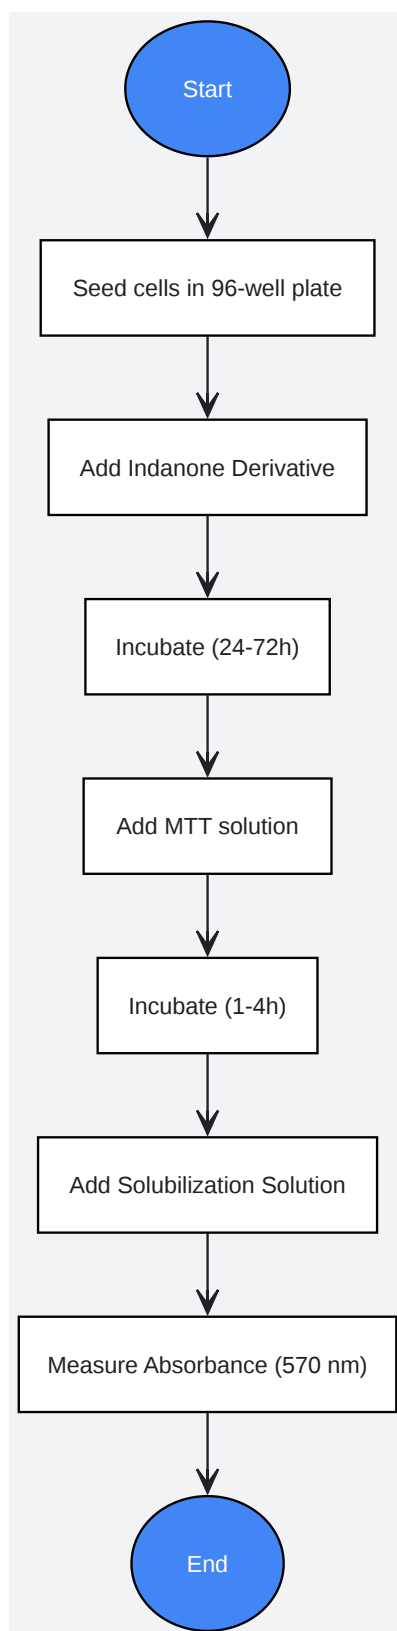 Start
Seed cells in 96-well plate
Add Indanone Derivative
Incubate (24-72h)
Add MTT solution
Incubate (1-4h)
Add Solubilization Solution
Measure Absorbance (570 nm)
End